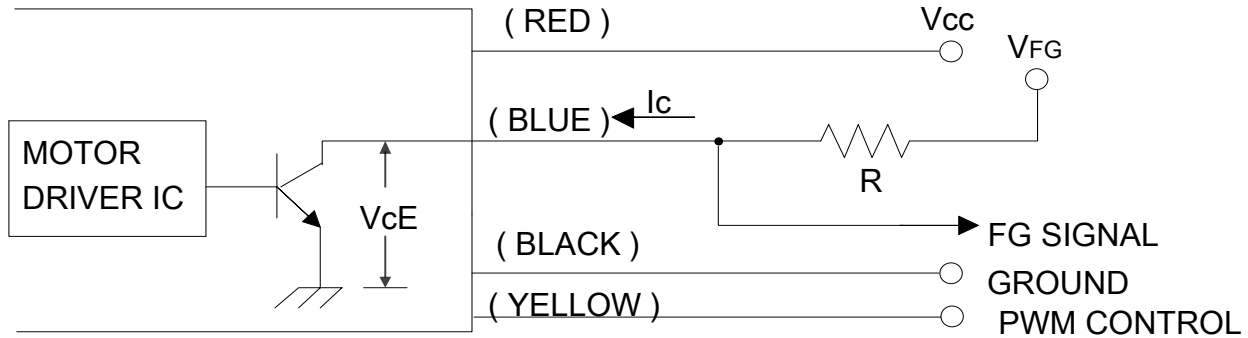 ( RED )
Vcc
VFG
( BLUE )
Ic
MOTOR
DRIVER IC
R
VCE
FG SIGNAL
( BLACK )
GROUND
( YELLOW )
PWM CONTROL